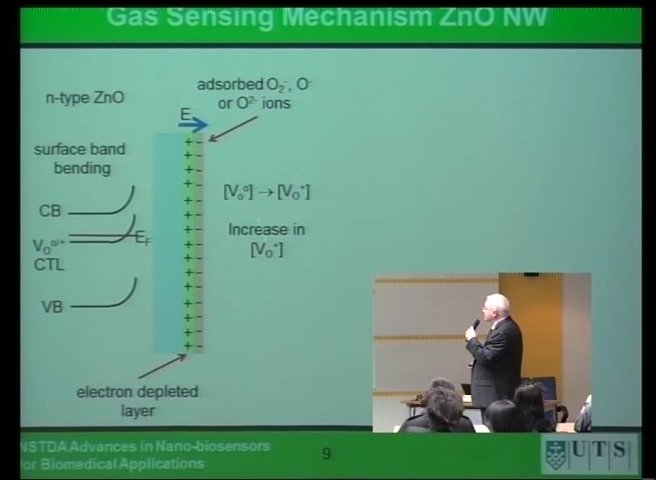 Gas Sensing Mechanism ZnO NW
adsorbed O₂⁻, O⁻
or O²⁻ ions
n-type ZnO
E
surface band
bending
[V₀⁰] → [V₀⁺]
CB
Increase in
[V₀⁺]
V₀⁰ᐟ⁺
E_F
CTL
VB
electron depleted
layer
NSTDA Advances in Nano-biosensors
for Biomedical Applications
9
UTS